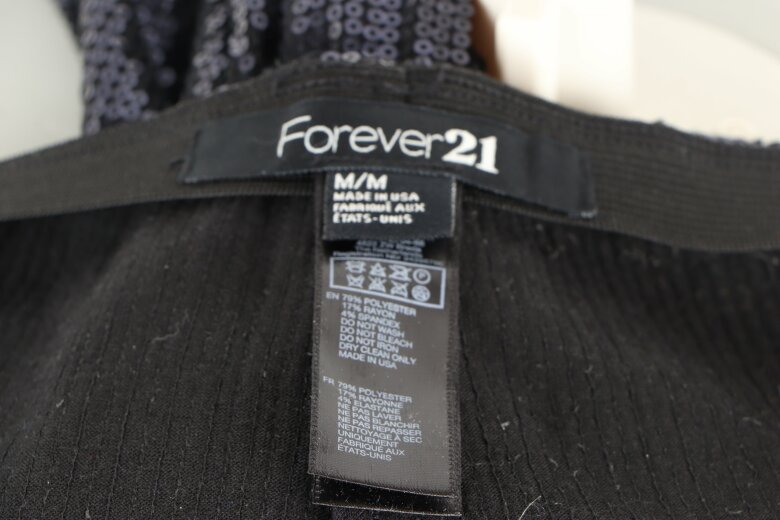 Forever21
M/M
MADE IN USA
FABRIQUÉ AUX
ÉTATS-UNIS
EN 79% POLYESTER
17% RAYON
4% SPANDEX
DO NOT WASH
DO NOT BLEACH
DO NOT IRON
DRY CLEAN ONLY
MADE IN USA
FR 79% POLYESTER
17% RAYONNE
4% ELASTANE
NE PAS LAVER
NE PAS BLANCHIR
NE PAS REPASSER
NETTOYAGE A SEC
UNIQUEMENT
FABRIQUE AUX
ÉTATS-UNIS